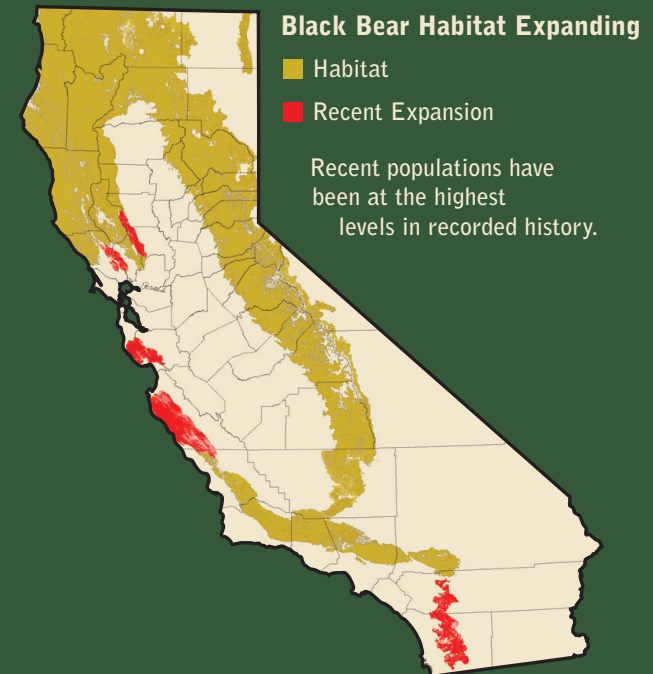 Black Bear Habitat Expanding
Habitat
Recent Expansion
Recent populations have
been at the highest
levels in recorded history.